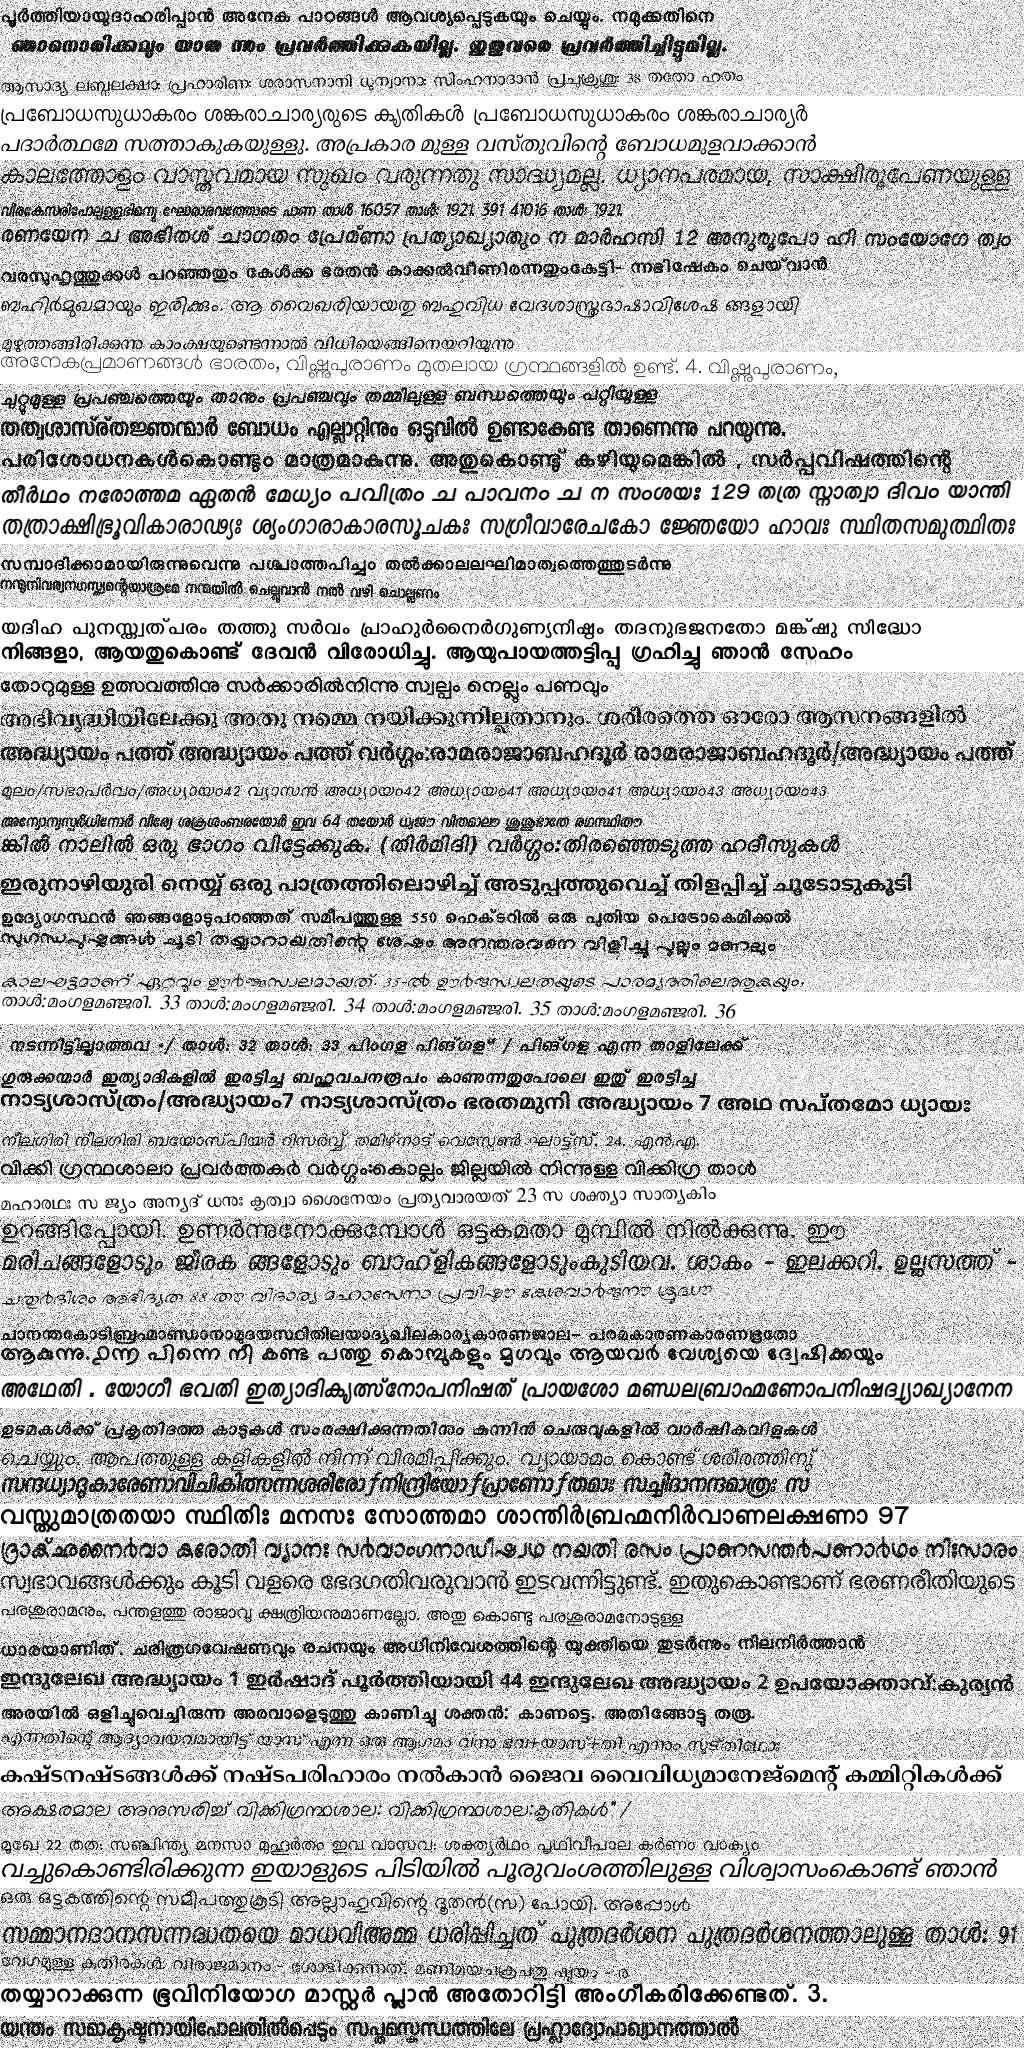 പൂർത്തിയായുദാഹരിപ്പാൻ അനേക പാഠങ്ങൾ ആവശ്യപ്പെടുകയും ചെയ്യും. നമുക്കതിനെ
ഞാനൊരിക്കലും യാത്ര പ്രവർത്തിക്കുകയില്ല. ഇതുവരെ പ്രവർത്തിച്ചിട്ടുമില്ല.
ആസാദ്യ ലബ്ധലക്ഷാഃ പ്രഹാരിണഃ ശരാസനാനി ധുന്വാനാഃ സിംഹനാദാൻ പ്രചുക്രുശുഃ 38 തതോ ഹതം
പ്രബോധസുധാകരം ശങ്കരാചാര്യരുടെ കൃതികൾ പ്രബോധസുധാകരം ശങ്കരാചാര്യർ
പദാർത്ഥമേ സത്താകുകയുള്ളു. അപ്രകാര മുള്ള വസ്തുവിന്റെ ബോധമുളവാക്കാൻ
കാലത്തോളം വാസ്തവമായ സുഖം വരുന്നതു സാദ്ധ്യമല്ല. ധ്യാനപരമായ, സാക്ഷിരൂപേണയുള്ള
വീരകേസരിപോലുള്ളഭിമന്യു ഘോരാരവത്തോടെ പാണ താൾ 16057 താൾ: 1921. 391 41016 താൾ: 1921.
രണയേന ച അഭിതശ് ചാഗതം പ്രേമ്ണാ പ്രത്യാഖ്യാതും ന മാർഹസി 12 അനുരൂപോ ഹി സംയോഗേ ത്വം
വരസുഹൃത്തുക്കൾ പറഞ്ഞതും കേൾക്ക ഭരതൻ കാക്കൽവീണിരന്നതുംകേട്ടി- ന്നഭിഷേകം ചെയ്‌വാൻ
ബഹിർമുഖമായും ഇരിക്കും. ആ വൈഖരിയായതു ബഹുവിധ വേദശാസ്ത്രഭാഷാവിശേഷ ങ്ങളായി
മുഴുത്തങ്ങിരിക്കുന്നു കാംക്ഷയുണ്ടെന്നാൽ വിധിയെങ്ങിനെയറിയുന്നു
അനേകപ്രമാണങ്ങൾ ഭാരതം, വിഷ്ണുപുരാണം മുതലായ ഗ്രന്ഥങ്ങളിൽ ഉണ്ട്. 4. വിഷ്ണുപുരാണം,
ചുറ്റുമുള്ള പ്രപഞ്ചത്തെയും താനും പ്രപഞ്ചവും തമ്മിലുള്ള ബന്ധത്തെയും പറ്റിയുള്ള
തത്വശാസ്ര്തജ്ഞന്മാർ ബോധം എല്ലാറ്റിനും ഒടുവിൽ ഉണ്ടാകേണ്ട താണെന്നു പറയുന്നു.
പരിശോധനകൾകൊണ്ടും മാത്രമാകുന്നു. അതുകൊണ്ടു് കഴിയുമെങ്കിൽ , സർപ്പവിഷത്തിന്റെ
തീർഥം നരോത്തമ ഏതൻ മേധ്യം പവിത്രം ച പാവനം ച ന സംശയഃ 129 തത്ര സ്നാത്വാ ദിവം യാന്തി
തത്രാക്ഷിഭ്രൂവികാരാഢ്യഃ ശൃംഗാരാകാരസൂചകഃ സഗ്രീവാരേചകോ ജ്ഞേയോ ഹാവഃ സ്ഥിതസമുത്ഥിതഃ
സമ്പാദിക്കാമായിരുന്നുവെന്നു പശ്ചാത്തപിച്ചും തൽക്കാലലഘിമാത്വത്തെത്തുടർന്നു
നന്മുനിവര്യനഗസ്ത്യന്റെയാശ്രമേ നന്മയിൽ ചെല്ലുവാൻ നൽ വഴി ചൊല്ലണം
യദിഹ പുനസ്ത്വത്പരം തത്തു സർവം പ്രാഹുർനൈർഗുണ്യനിഷ്ഠം തദനുഭജനതോ മങ്ക്ഷു സിദ്ധോ
നിങ്ങളാ, ആയതുകൊണ്ട് ദേവൻ വിരോധിച്ചു. ആയുപായത്തട്ടിപ്പു ഗ്രഹിച്ചു ഞാൻ സ്നേഹം
തോറുമുള്ള ഉത്സവത്തിനു സർക്കാരിൽനിന്നു സ്വല്പം നെല്ലും പണവും
അഭിവൃദ്ധിയിലേക്കു അതു നമ്മെ നയിക്കുന്നില്ലതാനും. ശരീരത്തെ ഓരോ ആസനങ്ങളിൽ
അദ്ധ്യായം പത്ത് അദ്ധ്യായം പത്ത് വർഗ്ഗം:രാമരാജാബഹദൂർ രാമരാജാബഹദൂർ/അദ്ധ്യായം പത്ത്
മൂലം/സഭാപർവം/അധ്യായം42 വ്യാസൻ അധ്യായം42 അധ്യായം41 അധ്യായം41 അധ്യായം43 അധ്യായം43
അന്യോന്യസ്പർധിനോർ വീര്യേ ശക്രശംബരയോർ ഇവ 64 തയോർ ധ്വജൗ വീതമാലൗ ശുശുഭാതേ രഥസ്ഥിതൗ
ങ്കിൽ നാലിൽ ഒരു ഭാഗം വിട്ടേക്കുക. (തിർമിദി) വർഗ്ഗം:തിരഞ്ഞെടുത്ത ഹദീസുകൾ
ഇരുനാഴിയുരി നെയ്യ് ഒരു പാത്രത്തിലൊഴിച്ച് അടുപ്പത്തുവെച്ച് തിളപ്പിച്ച് ചൂടോടുകൂടി
ഉദ്യോഗസ്ഥൻ ഞങ്ങളോടുപറഞ്ഞത് സമീപത്തുള്ള 550 ഹെക്ടറിൽ ഒരു പുതിയ പെട്രോകെമിക്കൽ
സുഗന്ധപുഷ്പങ്ങൾ ചൂടി തയ്യാറായതിന്റെ ശേഷം അനന്തരവനെ വിളിച്ചു പുല്ലും മണലും
കാലഘട്ടമാണ് ഏറ്റവും ഊർജ്ജസ്വലമായത്. 35-ൽ ഊർജ്ജസ്വലതയുടെ പാരമ്യത്തിലെത്തുകയും,
താൾ:മംഗളമഞ്ജരി. 33 താൾ:മംഗളമഞ്ജരി. 34 താൾ:മംഗളമഞ്ജരി. 35 താൾ:മംഗളമഞ്ജരി. 36
നടന്നിട്ടില്ലാത്തവ •/ താൾ: 32 താൾ: 33 പിംഗള പിങ്ഗള" / പിങ്ഗള എന്ന താളിലേക്ക്
ഗുരുക്കന്മാർ ഇത്യാദികളിൽ ഇരട്ടിച്ച ബഹുവചനരൂപം കാണുന്നതുപോലെ ഇതു് ഇരട്ടിച്ച
നാട്യശാസ്ത്രം/അദ്ധ്യായം7 നാട്യശാസ്ത്രം ഭരതമുനി അദ്ധ്യായം 7 അഥ സപ്തമോ ധ്യായഃ
നീലഗിരി നീലഗിരി ബയോസ്പിയർ റിസർവ്വ്, തമിഴ്നാട് വെസ്റ്റേൺ ഘാട്ട്സ്. 24. എൻ.എ.
വിക്കി ഗ്രന്ഥശാലാ പ്രവർത്തകർ വർഗ്ഗം:കൊല്ലം ജില്ലയിൽ നിന്നുള്ള വിക്കിഗ്ര താൾ
മഹാരഥഃ സ ജ്യം അന്യദ് ധനുഃ കൃത്വാ ശൈനേയം പ്രത്യവാരയത് 23 സ ശക്ത്യാ സാത്യകിം
ഉറങ്ങിപ്പോയി. ഉണർന്നുനോക്കുമ്പോൾ ഒട്ടകമതാ മുമ്പിൽ നിൽക്കുന്നു. ഈ
മരിചങ്ങളോടും ജീരക ങ്ങളോടും ബാഹ്ളികങ്ങളോടുംകൂടിയവ. ശാകം - ഇലക്കറി. ഉല്ലസത്ത് -
ചതുർദിശം അഭിദ്യത 88 തൗ വിദാര്യ മഹാസേനാ പ്രവിഷ്ടൗ കേശവാർജുനൗ ക്രുദ്ധൗ
ചാനന്തകോടിബ്രഹ്മാണ്ഡാനാമുദയസ്ഥിതിലയാദ്യഖിലകാര്യകാരണജാല- പരമകാരണകാരണഭൂതോ
ആകുന്നു.൧൩ പിന്നെ നീ കണ്ട പത്തു കൊമ്പുകളും മൃഗവും ആയവർ വേശ്യയെ ദ്വേഷിക്കയും
അഥേതി . യോഗീ ഭവതി ഇത്യാദികൃത്സ്നോപനിഷത് പ്രായശോ മണ്ഡലബ്രാഹ്മണോപനിഷദ്വ്യാഖ്യാനേന
ഉടമകൾക്ക് പ്രകൃതിദത്ത കാടുകൾ സംരക്ഷിക്കുന്നതിനും കുന്നിൻ ചെരുവുകളിൽ വാർഷികവിളകൾ
ചെയ്യും. ആപത്തുള്ള കളികളിൽ നിന്ന് വിരമിപ്പിക്കും. വ്യായാമം കൊണ്ട് ശരീരത്തിനു്
സന്ദധ്യാദ്രുകാരേണാവിചികിത്സന്നശരീരോƒനിന്ദ്രിയോƒപ്രാണോƒതമാഃ സച്ചിദാനന്ദമാത്രഃ സ
വസ്തുമാത്രതയാ സ്ഥിതിഃ മനസഃ സോത്തമാ ശാന്തിർബ്രഹ്മനിർവാണലക്ഷണാ 97
ദ്രാക്ഛനൈർവാ കരോതി വ്യാനഃ സർവാംഗനാഡീഷ്വഥ നയതി രസം പ്രാണസന്തർപണാർഥം നിഃസാരം
സ്വഭാവങ്ങൾക്കും കൂടി വളരെ ഭേദഗതിവരുവാൻ ഇടവന്നിട്ടുണ്ട്. ഇതുകൊണ്ടാണ് ഭരണരീതിയുടെ
പരശുരാമനും, പന്തളത്തു രാജാവു ക്ഷത്രിയനുമാണല്ലോ. അതു കൊണ്ടു പരശുരാമനോടുള്ള
ധാരയാണിത്. ചരിത്രഗവേഷണവും രചനയും അധിനിവേശത്തിന്റെ യുക്തിയെ തുടർന്നും നിലനിർത്താൻ
ഇന്ദുലേഖ അദ്ധ്യായം 1 ഇർഷാദ് പൂർത്തിയായി 44 ഇന്ദുലേഖ അദ്ധ്യായം 2 ഉപയോക്താവ്:കുര്യൻ
അരയിൽ ഒളിച്ചുവെച്ചിരുന്ന അരവാളെടുത്തു കാണിച്ചു ശക്തൻ: കാണട്ടെ. അതിങ്ങോട്ടു തരൂ.
എന്നതിന്റെ ആദ്യാവയവമായിട്ട് യാസ് എന്ന ഒരു ആഗമാ വന്നാ ഭവ+യാസ്+തി എന്നും
കഷ്ടനഷ്ടങ്ങൾക്ക് നഷ്ടപരിഹാരം നൽകാൻ ജൈവ വൈവിധ്യമാനേജ്മെന്റ് കമ്മിറ്റികൾക്ക്
അക്ഷരമാല അനുസരിച്ച് വിക്കിഗ്രന്ഥശാല: വിക്കിഗ്രന്ഥശാല:കൃതികൾ" /
മുഖേ 22 തതഃ സഞ്ചിന്ത്യ മനസാ മുഹൂർതം ഇവ വാസവഃ ശക്ത്യർഥം പൃഥിവീപാല കർണം വാക്യം
വച്ചുകൊണ്ടിരിക്കുന്ന ഇയാളുടെ പിടിയിൽ പൂരുവംശത്തിലുള്ള വിശ്വാസംകൊണ്ട് ഞാൻ
ഒരു ഒട്ടകത്തിന്റെ സമീപത്തുകൂടി അല്ലാഹുവിന്റെ ദൂതൻ(സ) പോയി. അപ്പോൾ
സമ്മാനദാനസന്നദ്ധതയെ മാധവിഅമ്മ ധരിപ്പിച്ചത് പുത്രദർശന പുത്രദർശനത്താലുള്ള താൾ: 91
വേഗമുള്ള കുതിരകൾ. വിരാജമാനം - ശോഭിക്കുന്നത്.
തയ്യാറാക്കുന്ന ഭൂവിനിയോഗ മാസ്റ്റർ പ്ലാൻ അതോറിട്ടി അംഗീകരിക്കേണ്ടത്. 3.
യന്തം സമാകൃഷ്ടനായിപോലതിൽപ്പെടും സപ്തമസ്കന്ധത്തിലേ പ്രഹ്ലാദ്യോപാഖ്യാനത്താൽ